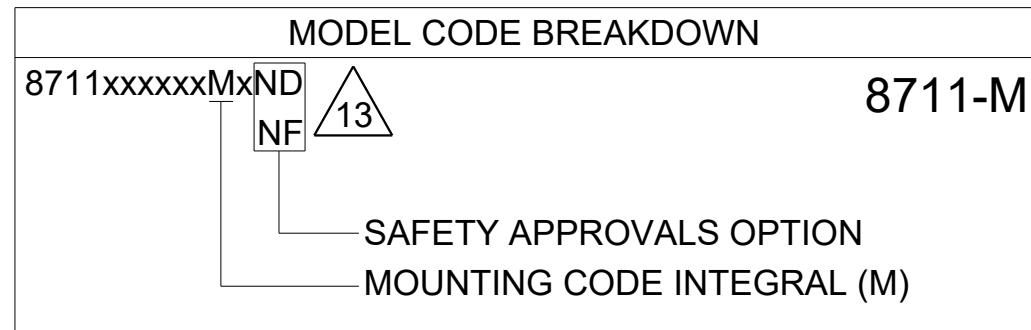 MODEL CODE BREAKDOWN
8711xxxxxxMxND
NF
13
8711-M
SAFETY APPROVALS OPTION
MOUNTING CODE INTEGRAL (M)